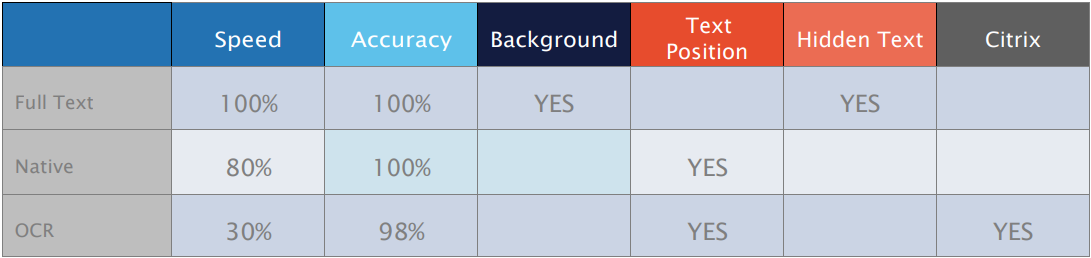 Speed Accuracy Background Text Position Hidden Text Citrix
Full Text 100% 100% YES YES
Native 80% 100% YES
OCR 30% 98% YES YES